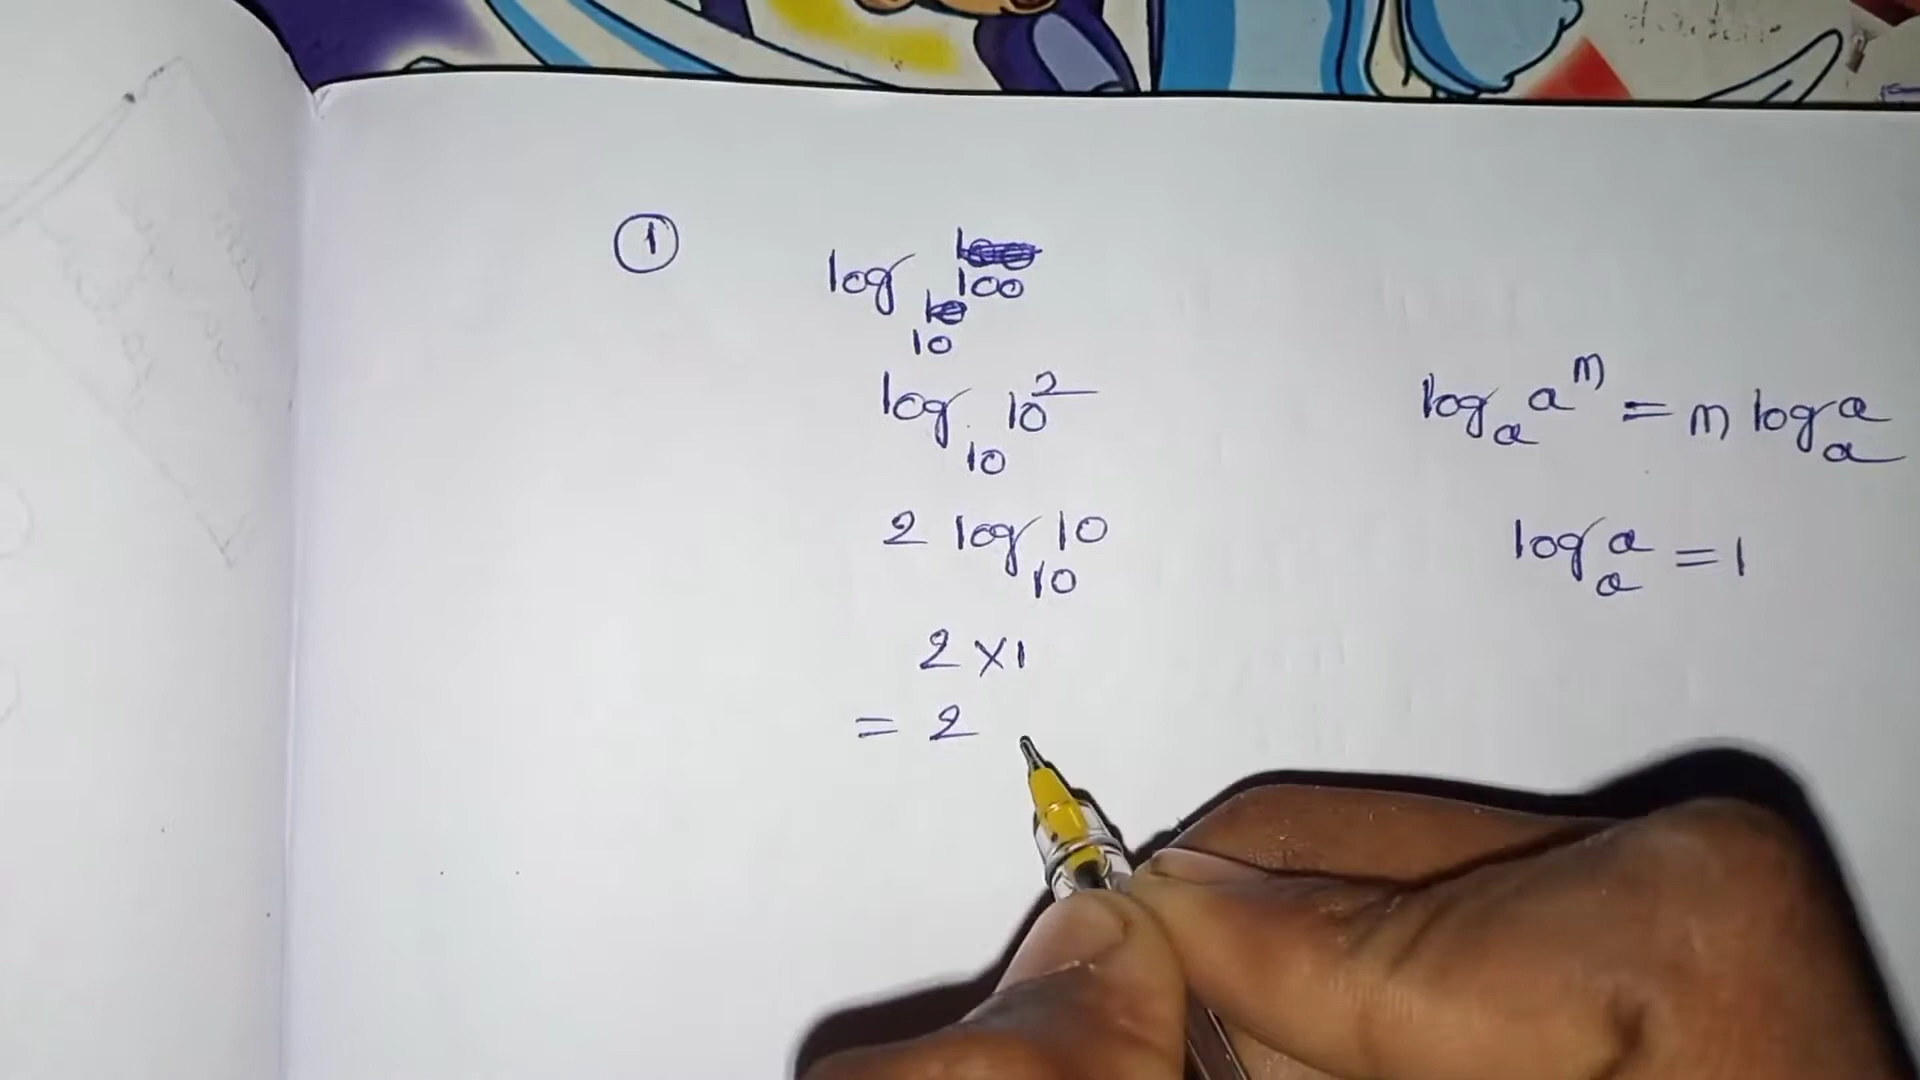 ①
log₁₀ 100
log₁₀ 10²
2 log₁₀ 10
2 × 1
= 2
logₐ aᵐ = m logₐ a
logₐ a = 1